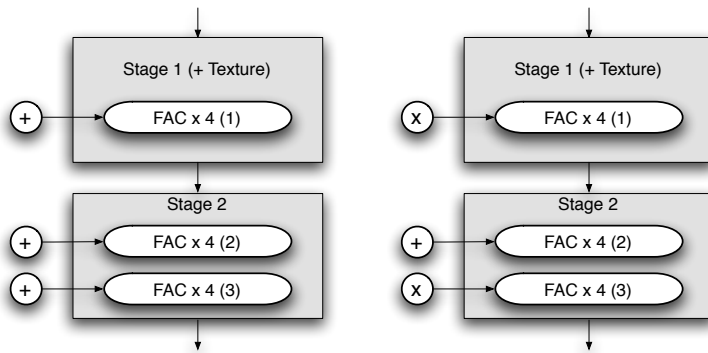 Stage 1 (+ Texture)
+
FAC x 4 (1)
Stage 2
+
FAC x 4 (2)
+
FAC x 4 (3)
Stage 1 (+ Texture)
x
FAC x 4 (1)
Stage 2
+
FAC x 4 (2)
x
FAC x 4 (3)